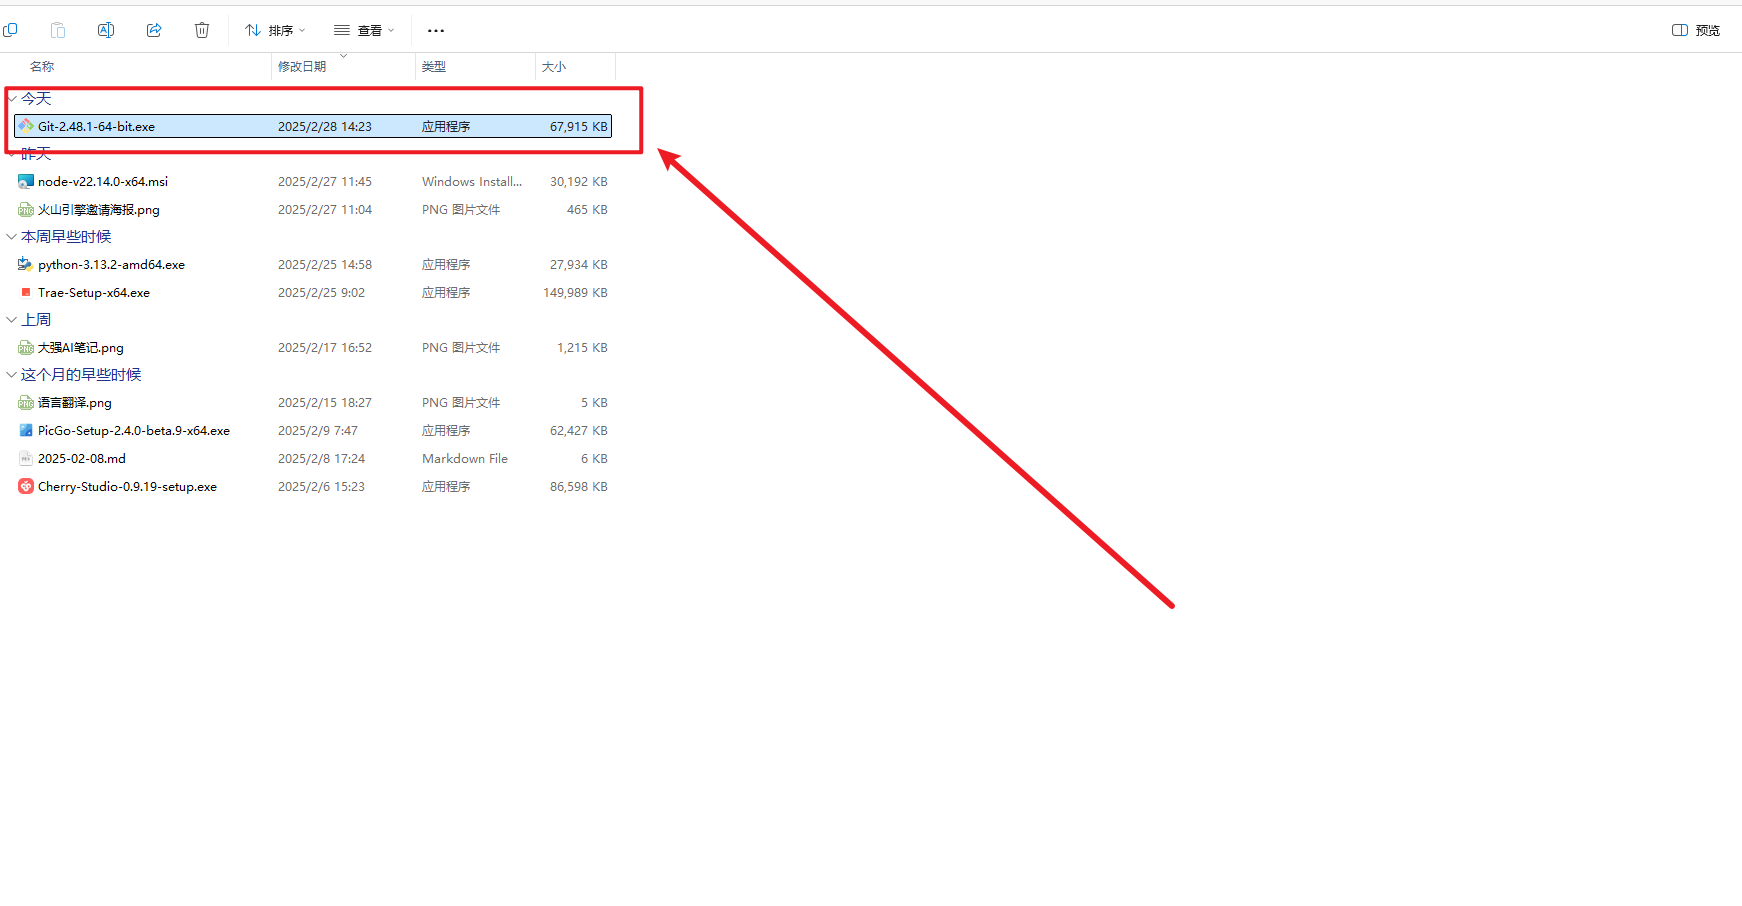 排序 查看 预览
名称 修改日期 类型 大小
今天
Git-2.48.1-64-bit.exe 2025/2/28 14:23 应用程序 67,915 KB
昨天
node-v22.14.0-x64.msi 2025/2/27 11:45 Windows Install... 30,192 KB
火山引擎邀请海报.png 2025/2/27 11:04 PNG 图片文件 465 KB
本周早些时候
python-3.13.2-amd64.exe 2025/2/25 14:58 应用程序 27,934 KB
Trae-Setup-x64.exe 2025/2/25 9:02 应用程序 149,989 KB
上周
大强AI笔记.png 2025/2/17 16:52 PNG 图片文件 1,215 KB
这个月的早些时候
语言翻译.png 2025/2/15 18:27 PNG 图片文件 5 KB
PicGo-Setup-2.4.0-beta.9-x64.exe 2025/2/9 7:47 应用程序 62,427 KB
2025-02-08.md 2025/2/8 17:24 Markdown File 6 KB
Cherry-Studio-0.9.19-setup.exe 2025/2/6 15:23 应用程序 86,598 KB